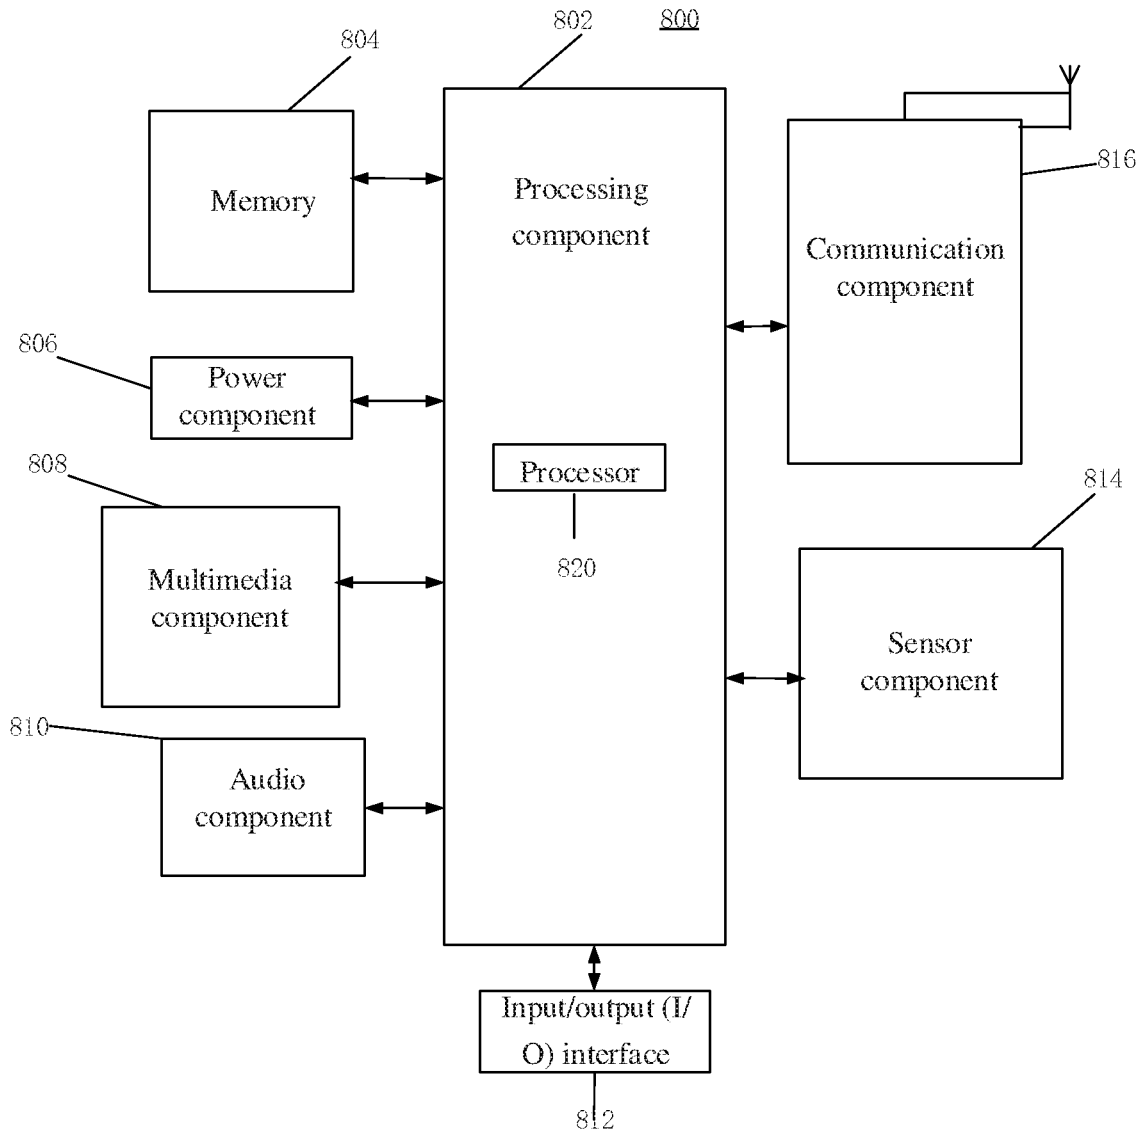 800
802
804
Memory
Processing
component
816
Communication
component
806
Power
component
808
Processor
820
814
Multimedia
component
Sensor
component
810
Audio
component
Input/output (I/
O) interface
812